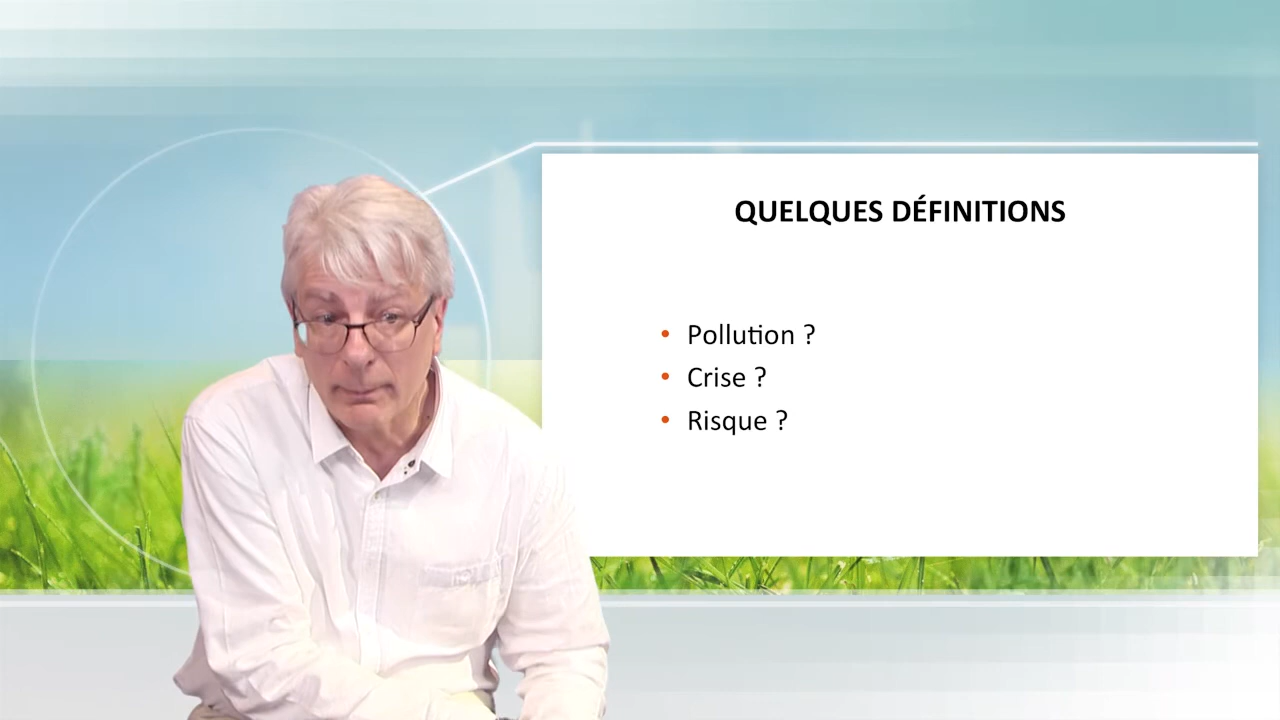 QUELQUES DÉFINITIONS
• Pollution ?
• Crise ?
• Risque ?